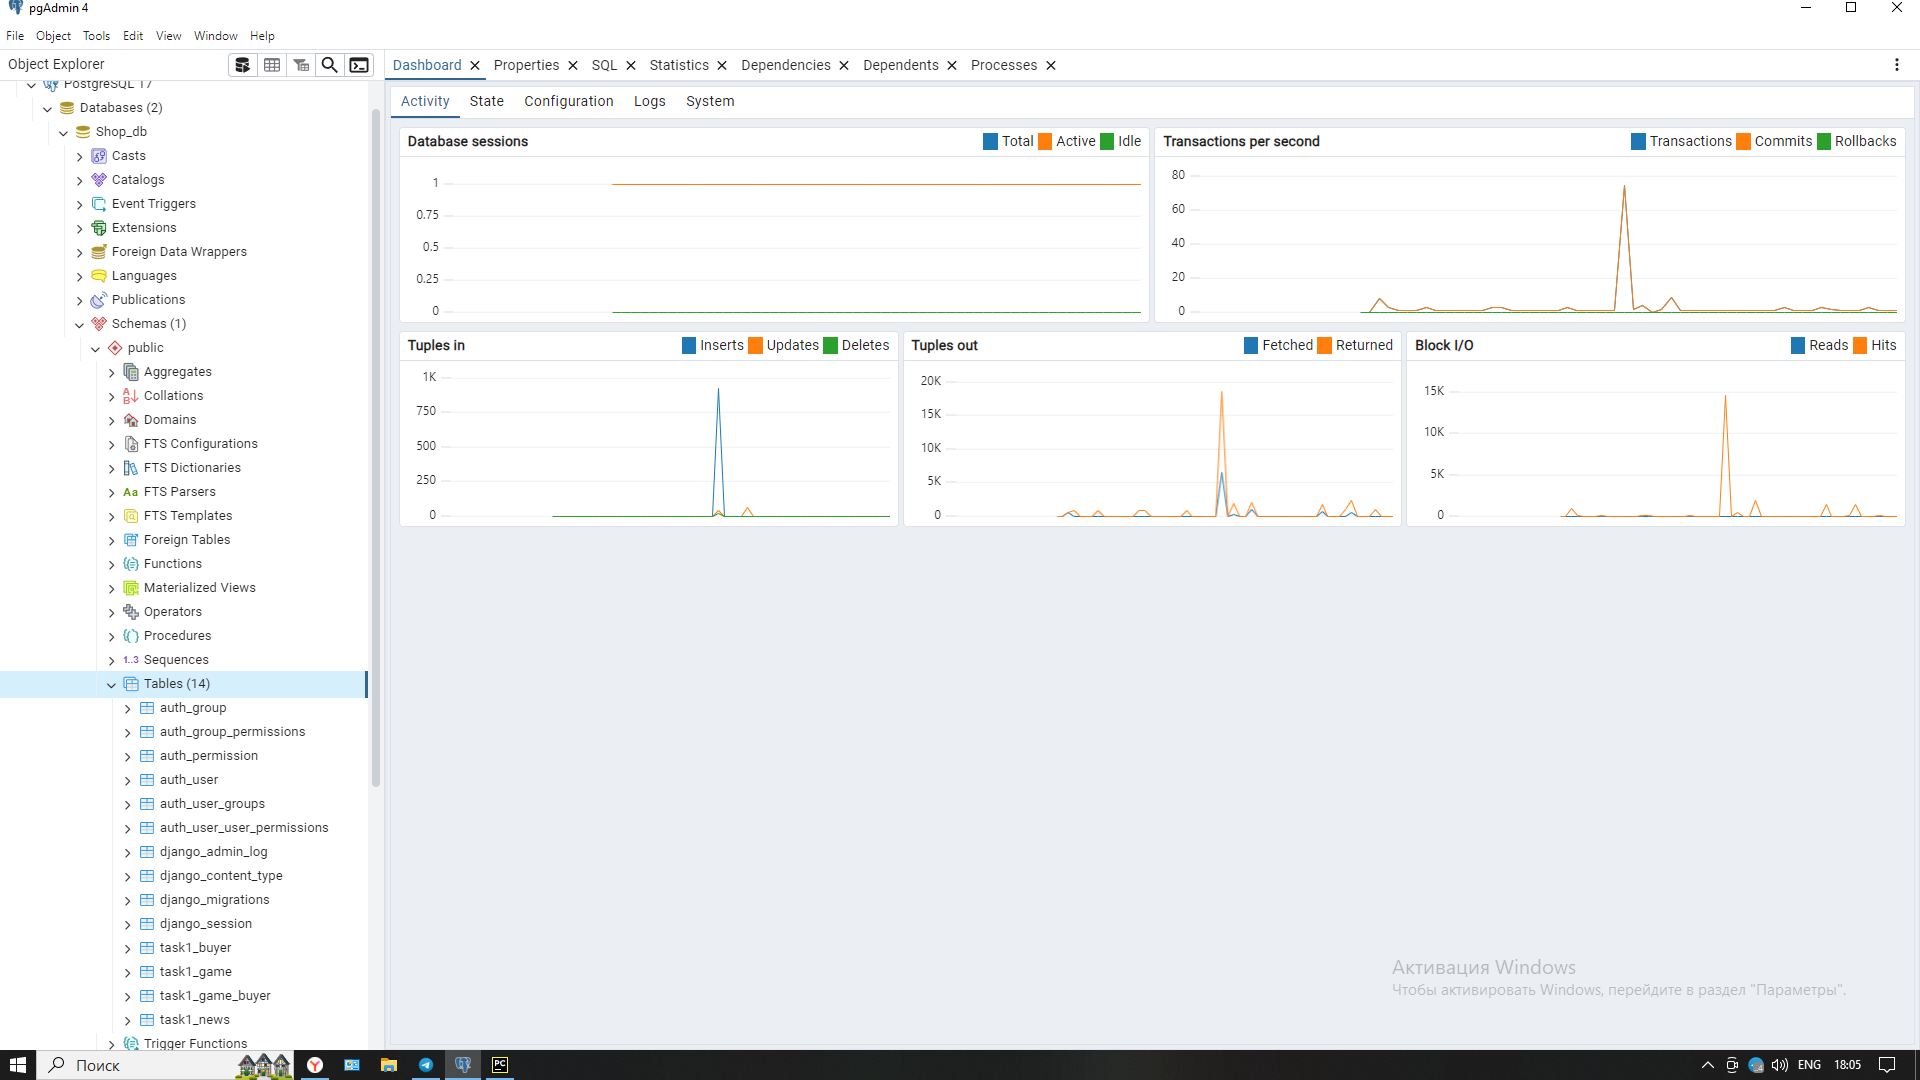 pgAdmin 4
File Object Tools Edit View Window Help
Object Explorer
PostgreSQL 17
Databases (2)
Shop_db
Casts
Catalogs
Event Triggers
Extensions
Foreign Data Wrappers
Languages
Publications
Schemas (1)
public
Aggregates
Collations
Domains
FTS Configurations
FTS Dictionaries
Aa FTS Parsers
FTS Templates
Foreign Tables
Functions
Materialized Views
Operators
Procedures
1..3 Sequences
Tables (14)
auth_group
auth_group_permissions
auth_permission
auth_user
auth_user_groups
auth_user_user_permissions
django_admin_log
django_content_type
django_migrations
django_session
task1_buyer
task1_game
task1_game_buyer
task1_news
Trigger Functions
Dashboard Properties SQL Statistics Dependencies Dependents Processes
Activity State Configuration Logs System
Database sessions Total Active Idle
1
0.75
0.5
0.25
0
Transactions per second Transactions Commits Rollbacks
80
60
40
20
0
Tuples in Inserts Updates Deletes
1K
750
500
250
0
Tuples out Fetched Returned
20K
15K
10K
5K
0
Block I/O Reads Hits
15K
10K
5K
0
Активация Windows
Чтобы активировать Windows, перейдите в раздел "Параметры".
Поиск
PC
ENG 18:05